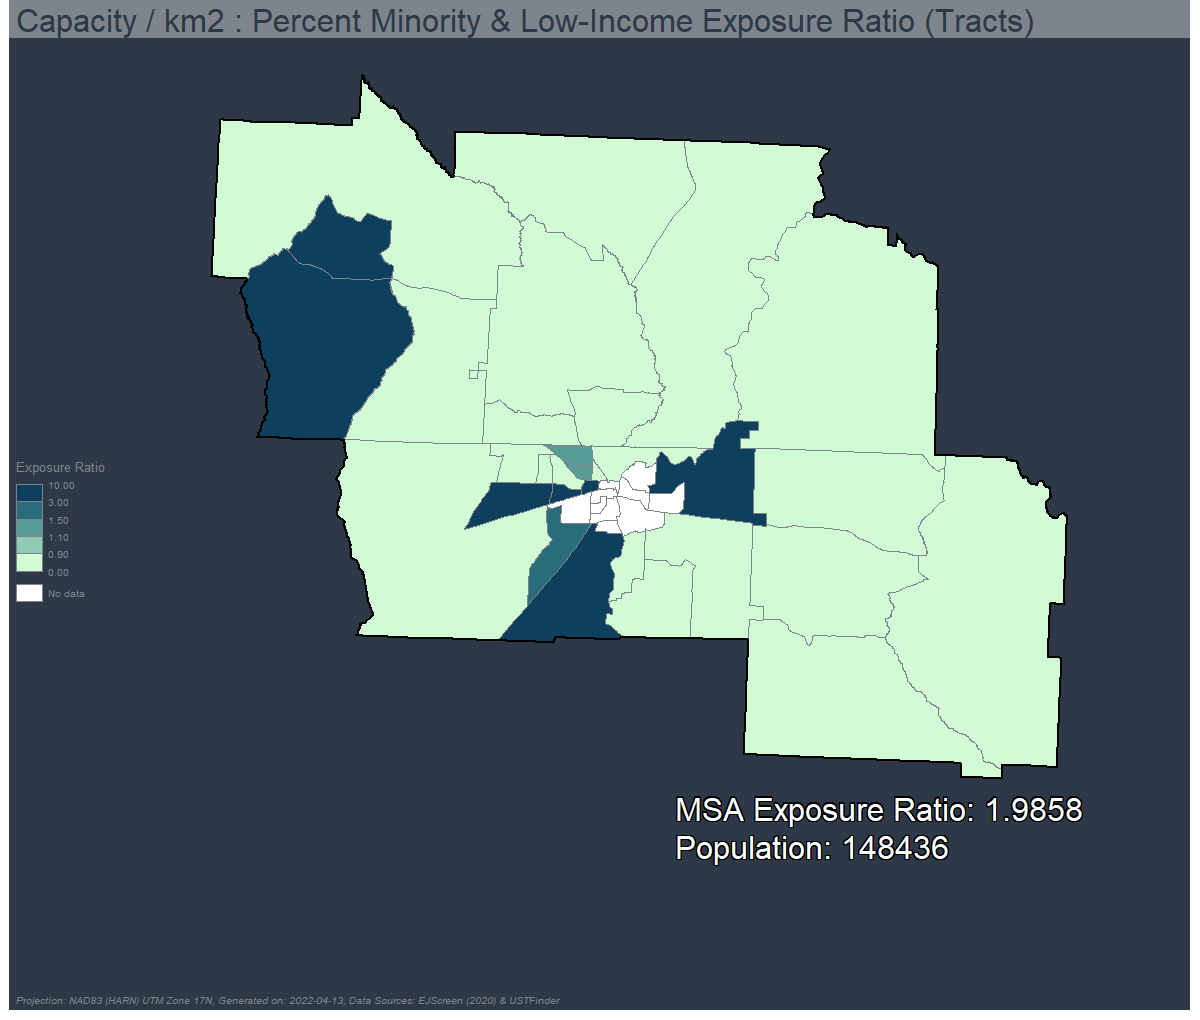 Capacity / km2 : Percent Minority & Low-Income Exposure Ratio (Tracts)
Exposure Ratio
10.00
3.00
1.50
1.10
0.90
0.00
No data
MSA Exposure Ratio: 1.9858
Population: 148436
Projection: NAD83 (HARN) UTM Zone 17N, Generated on: 2022-04-13, Data Sources: EJScreen (2020) & USTFinder